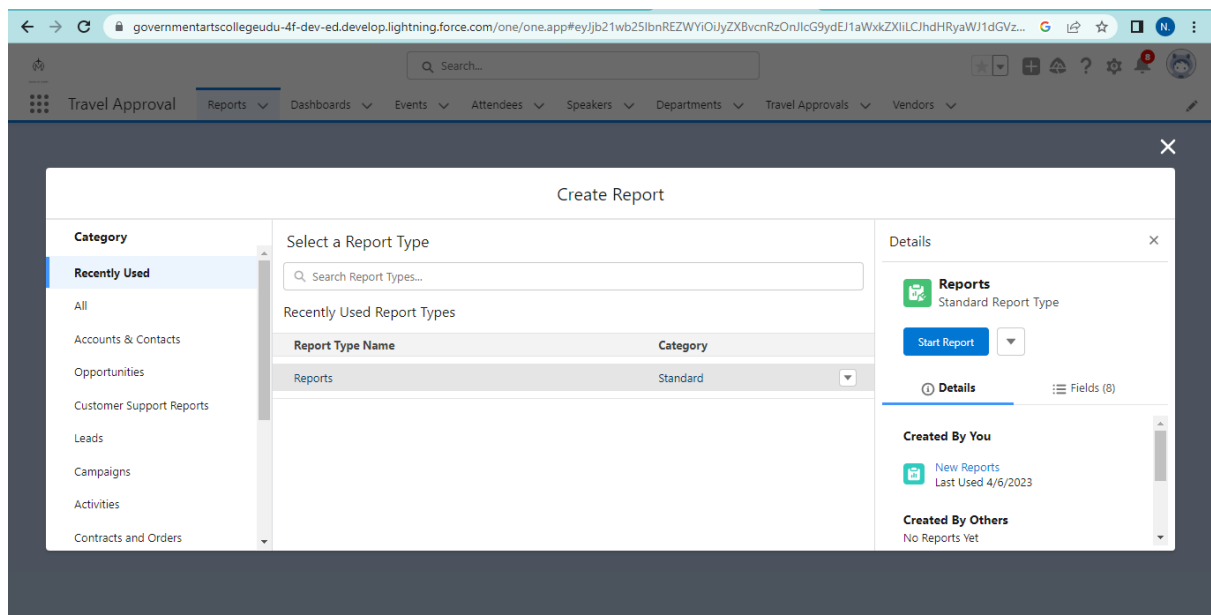 governmentartscollegeudu-4f-dev-ed.develop.lightning.force.com/one/one.app#eyJjb21wb25lbnREZWYiOiJyZXBvcnRzOnJlcG9ydEJ1aWxkZXIiLCJhdHRyaWJ1dGVz...
Search...
Travel Approval Reports Dashboards Events Attendees Speakers Departments Travel Approvals Vendors
Create Report
Category
Recently Used
All
Accounts & Contacts
Opportunities
Customer Support Reports
Leads
Campaigns
Activities
Contracts and Orders
Select a Report Type
Search Report Types...
Recently Used Report Types
Report Type Name Category
Reports Standard
Details
Reports
Standard Report Type
Start Report
Details Fields (8)
Created By You
New Reports
Last Used 4/6/2023
Created By Others
No Reports Yet